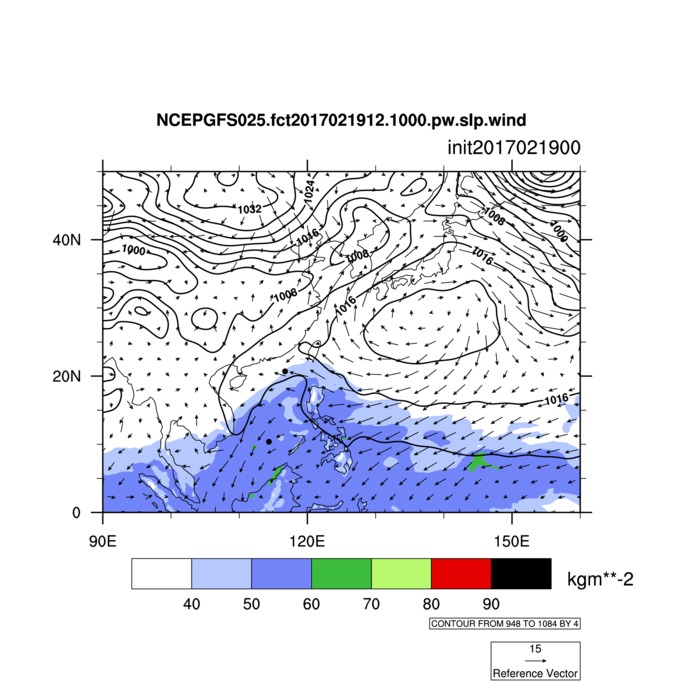 NCEPGFS025.fct2017021912.1000.pw.slp.wind
init2017021900
1024
1032
1008
1000
1016
1000
1008
1016
1008
1016
1016
40N
20N
0
90E 120E 150E
40 50 60 70 80 90
kgm**-2
CONTOUR FROM 948 TO 1084 BY 4
15
Reference Vector